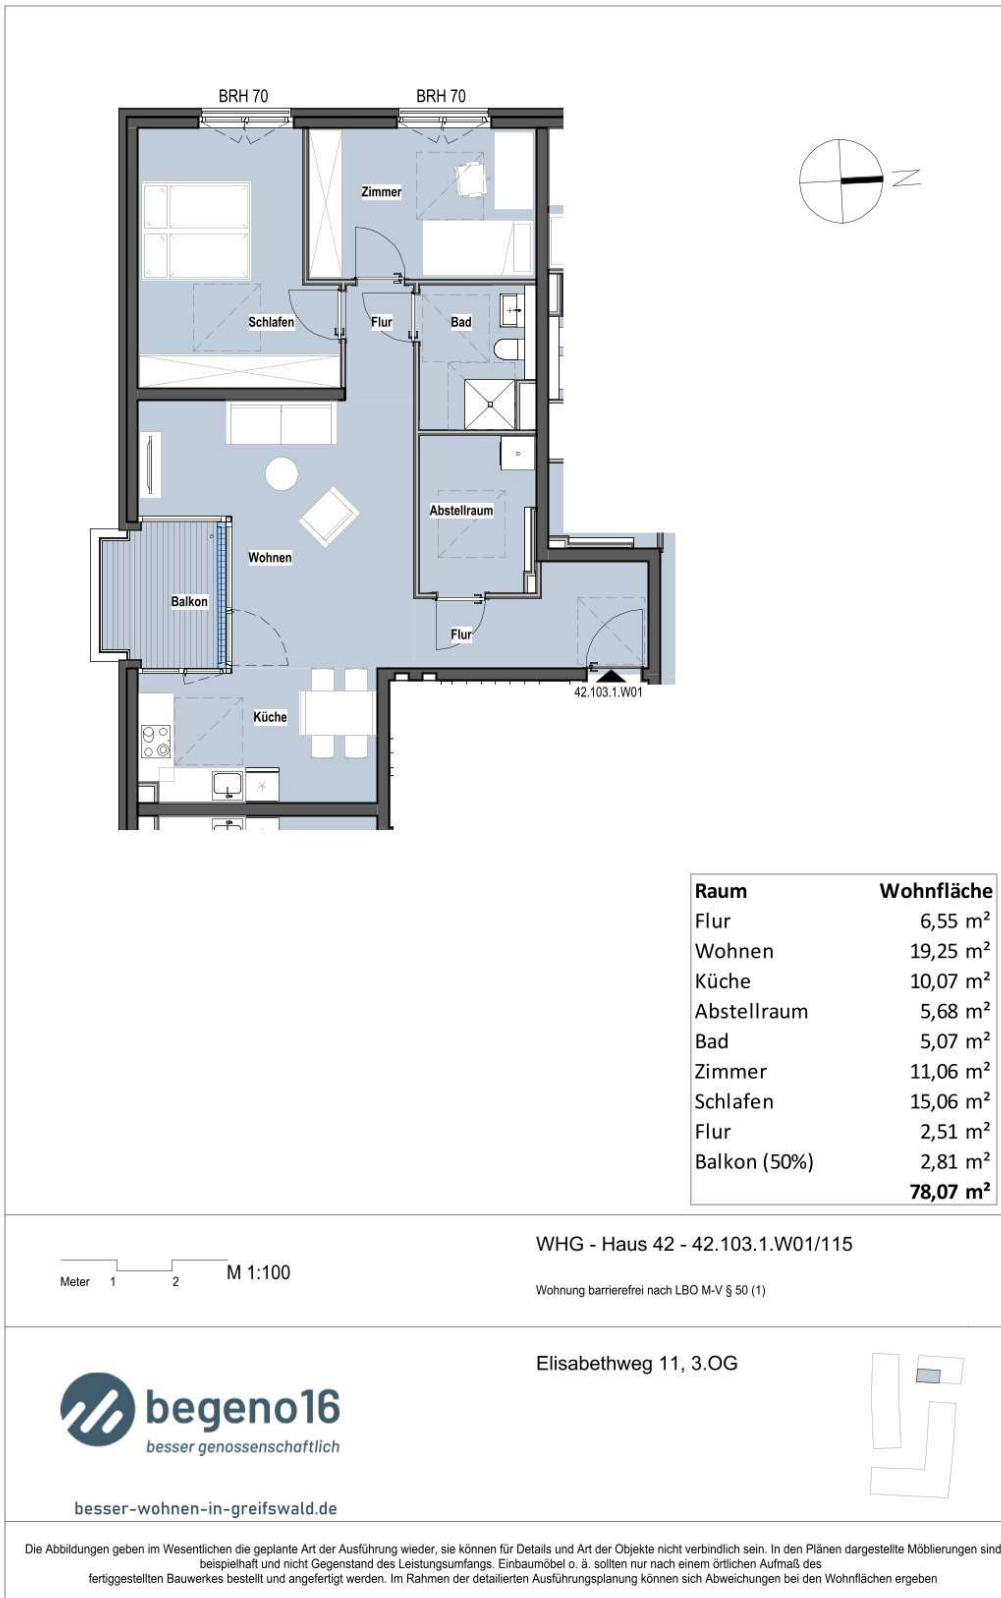 BRH 70 BRH 70
Zimmer
N
Schlafen Flur Bad
Abstellraum
Wohnen
Balkon
Flur
42.103.1.W01
Küche
Raum Wohnfläche
Flur 6,55 m²
Wohnen 19,25 m²
Küche 10,07 m²
Abstellraum 5,68 m²
Bad 5,07 m²
Zimmer 11,06 m²
Schlafen 15,06 m²
Flur 2,51 m²
Balkon (50%) 2,81 m²
78,07 m²
Meter 1 2 M 1:100
WHG - Haus 42 - 42.103.1.W01/115
Wohnung barrierefrei nach LBO M-V § 50 (1)
Elisabethweg 11, 3.OG
begeno16
besser genossenschaftlich
besser-wohnen-in-greifswald.de
Die Abbildungen geben im Wesentlichen die geplante Art der Ausführung wieder, sie können für Details und Art der Objekte nicht verbindlich sein. In den Plänen dargestellte Möblierungen sind
beispielhaft und nicht Gegenstand des Leistungsumfangs. Einbaumöbel o. ä. sollten nur nach einem örtlichen Aufmaß des
fertiggestellten Bauwerkes bestellt und angefertigt werden. Im Rahmen der detailierten Ausführungsplanung können sich Abweichungen bei den Wohnflächen ergeben